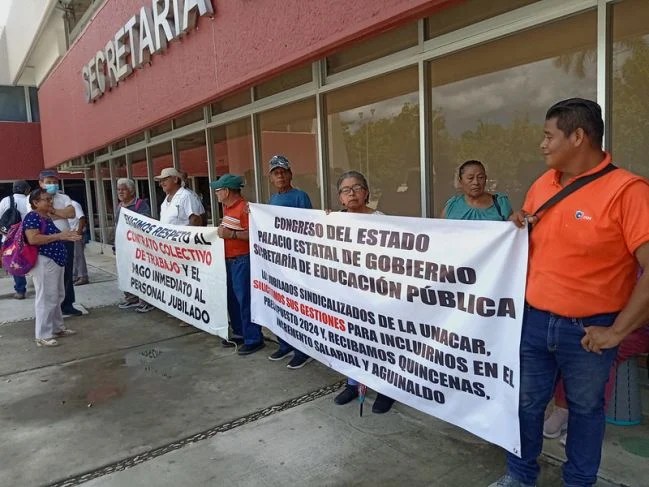 SECRETARIA
TENGAMOS RESPETO AL
CONTRATO COLECTIVO
DE TRABAJO Y EL
PAGO INMEDIATO AL
PERSONAL JUBILADO
CONGRESO DEL ESTADO
PALACIO ESTATAL DE GOBIERNO
SECRETARÍA DE EDUCACIÓN PÚBLICA
JUBILADOS SINDICALIZADOS DE LA UNACAR,
SOLICITAMOS SUS GESTIONES PARA INCLUIRNOS EN EL
PRESUPUESTO 2024 Y, RECIBAMOS QUINCENAS,
INCREMENTO SALARIAL Y AGUINALDO